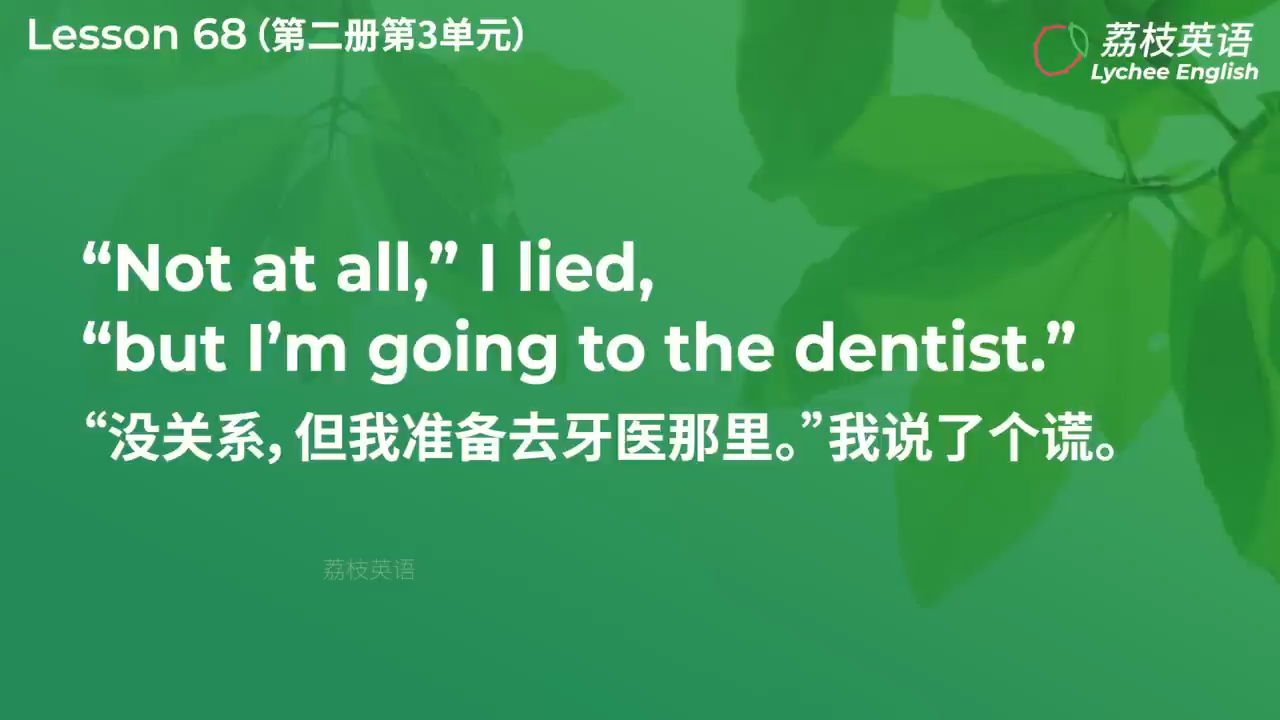 Lesson 68 (第二册第3单元)
荔枝英语
Lychee English
“Not at all,” I lied,
“but I’m going to the dentist.”
“没关系，但我准备去牙医那里。”我说了个谎。
荔枝英语